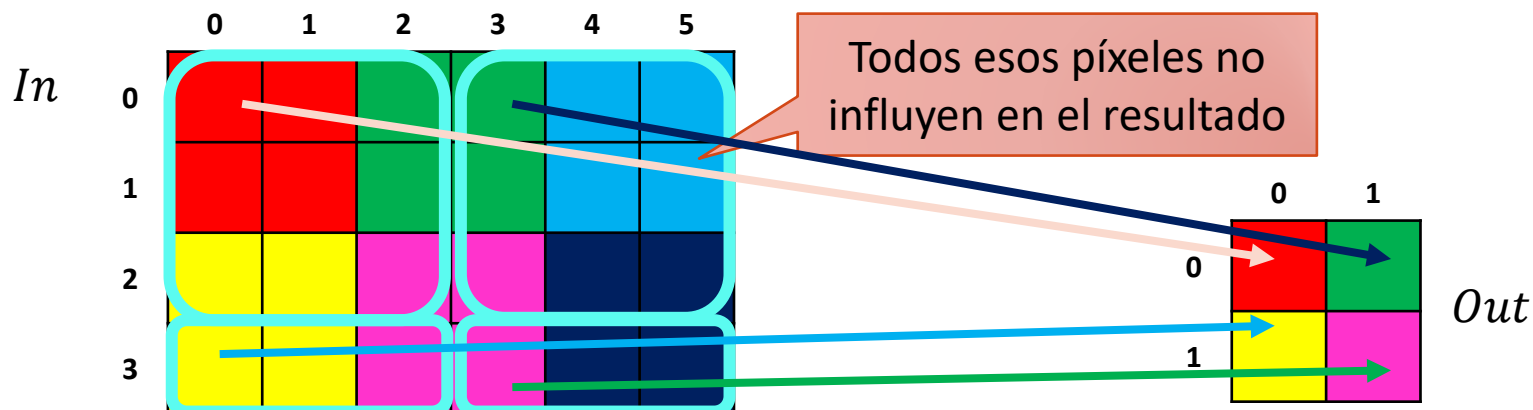 0 1 2 3 4 5
In
0
1
2
3
Todos esos píxeles no
influyen en el resultado
0 1
0
1
Out